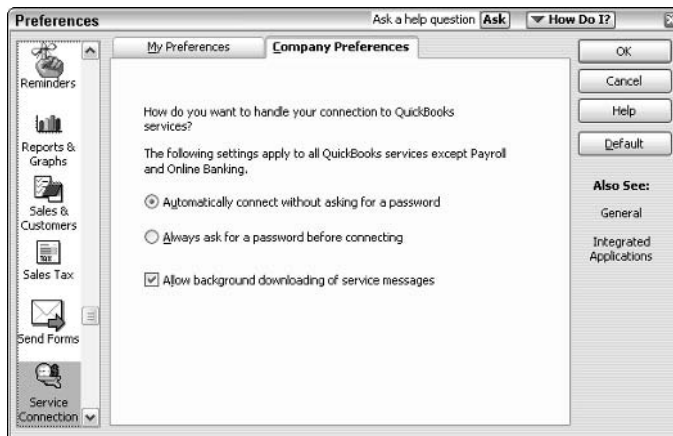 Preferences
Ask a help question Ask How Do I?
Reminders
Reports &
Graphs
Sales &
Customers
TAX
Sales Tax
Send Forms
Service
Connection
My Preferences
Company Preferences
How do you want to handle your connection to QuickBooks
services?
The following settings apply to all QuickBooks services except Payroll
and Online Banking.
Automatically connect without asking for a password
Always ask for a password before connecting
Allow background downloading of service messages
OK
Cancel
Help
Default
Also See:
General
Integrated
Applications